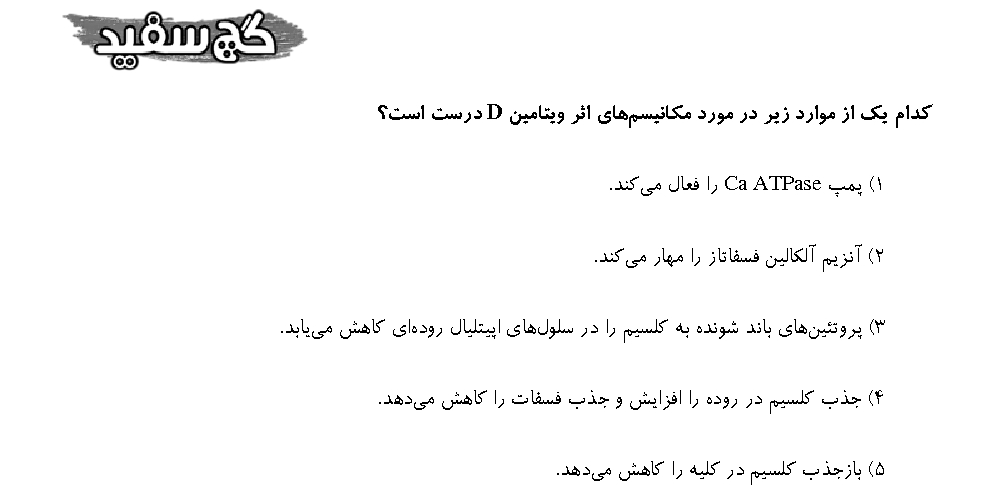 گچ سفید
کدام یک از موارد زیر در مورد مکانیسم‌های اثر ویتامین D درست است؟
۱) پمپ Ca ATPase را فعال می‌کند.
۲) آنزیم آلکالین فسفاتاز را مهار می‌کند.
۳) پروتئین‌های باند شونده به کلسیم را در سلول‌های اپیتلیال روده‌ای کاهش می‌یابد.
۴) جذب کلسیم در روده را افزایش و جذب فسفات را کاهش می‌دهد.
۵) بازجذب کلسیم در کلیه را کاهش می‌دهد.